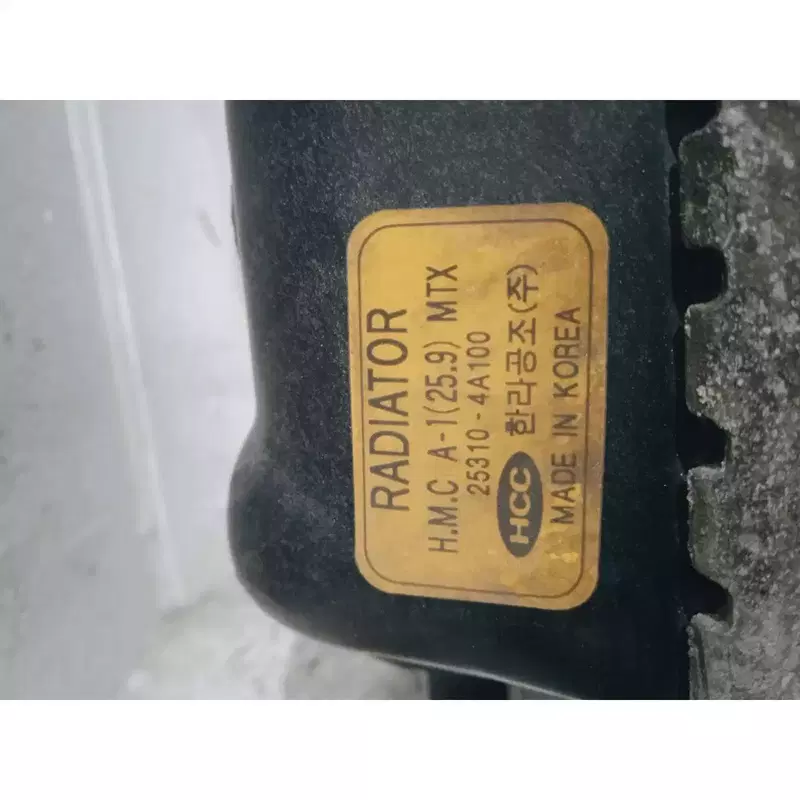 RADIATOR
H.M.C A-1(25.9) MTX
25310-4A100
HCC 한라공조(주)
MADE IN KOREA